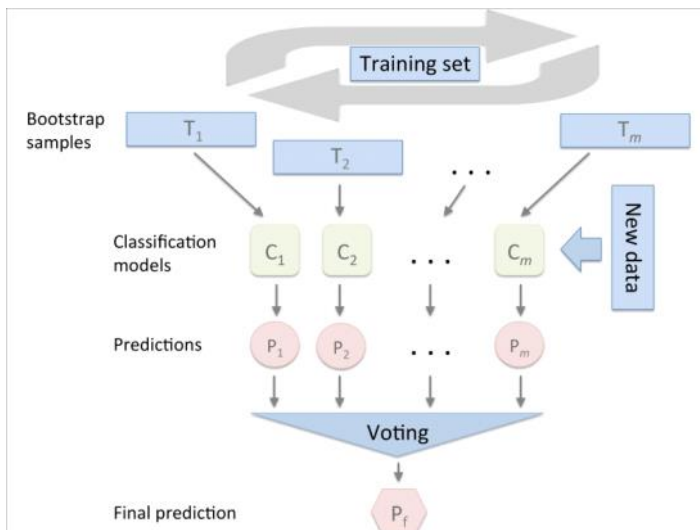 Training set
Bootstrap
samples
T₁
T₂
. . .
Tₘ
New data
Classification
models
C₁
C₂
. . .
Cₘ
Predictions
P₁
P₂
. . .
Pₘ
Voting
Final prediction
P_f